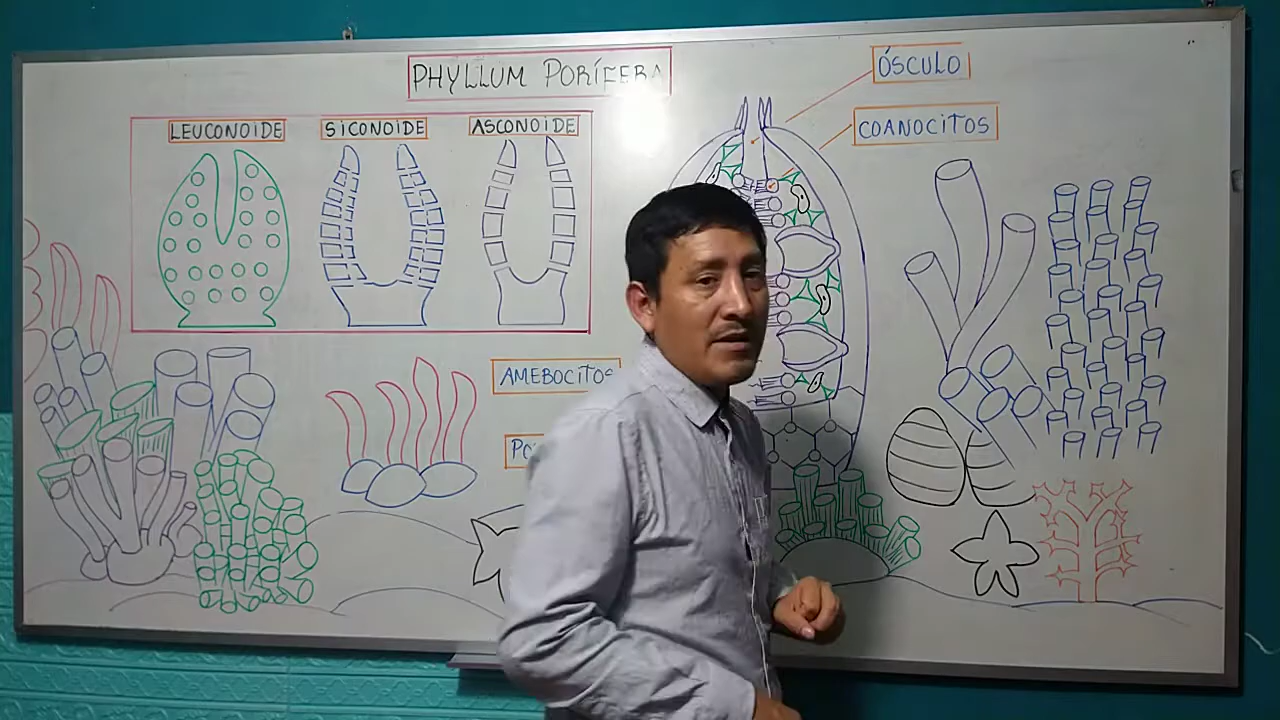 PHYLLUM PORÍFERA
LEUCONOIDE
SICONOIDE
ASCONOIDE
ÓSCULO
COANOCITOS
AMEBOCITOS